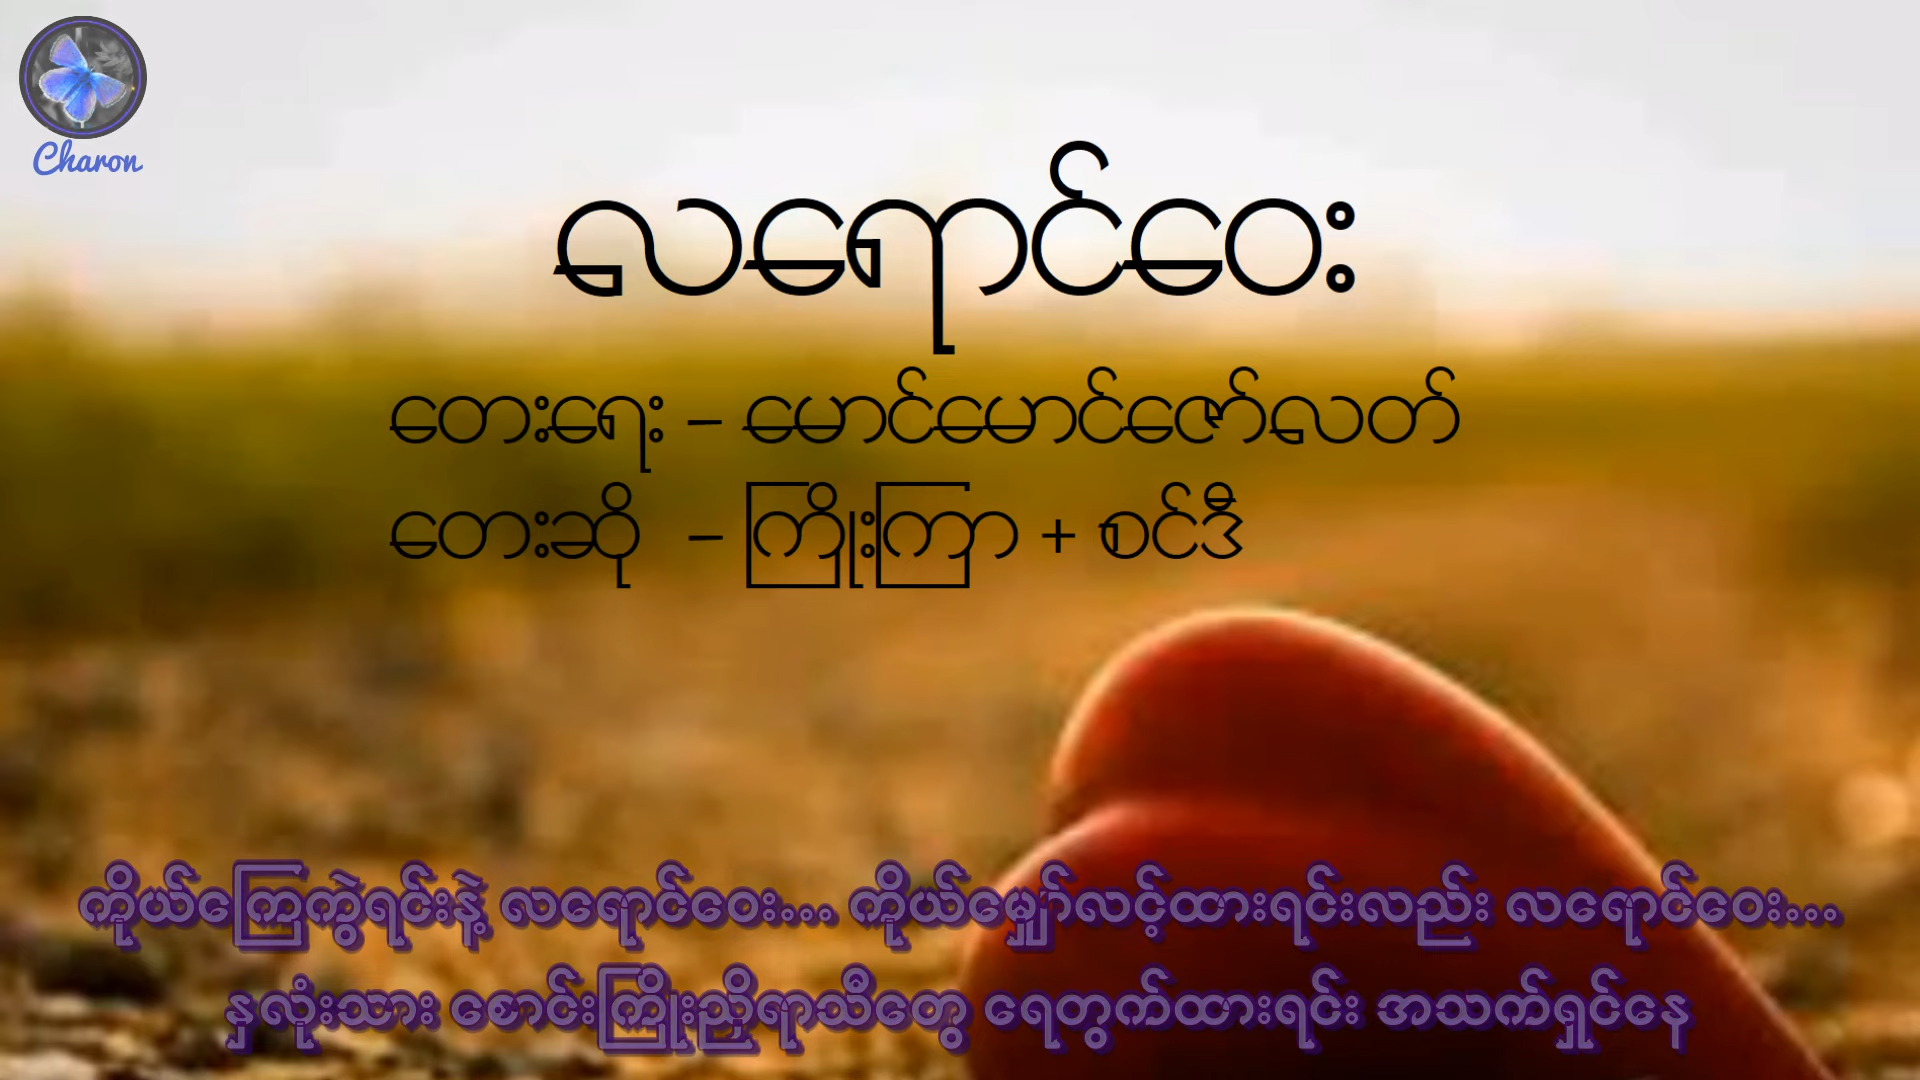 Charon
လရောင်ဝေး
တေးရေး – မောင်မောင်ဇော်လတ်
တေးဆို – ကြိုးကြာ + စင်ဒီ
ကိုယ်ကြေကွဲရင်းနဲ့ လရောင်ဝေး... ကိုယ်မျှော်လင့်ထားရင်းလည်း လရောင်ဝေး...
နှလုံးသား စောင်းကြိုးညှိရာသီတွေ ရေတွက်ထားရင်း အသက်ရှင်နေ